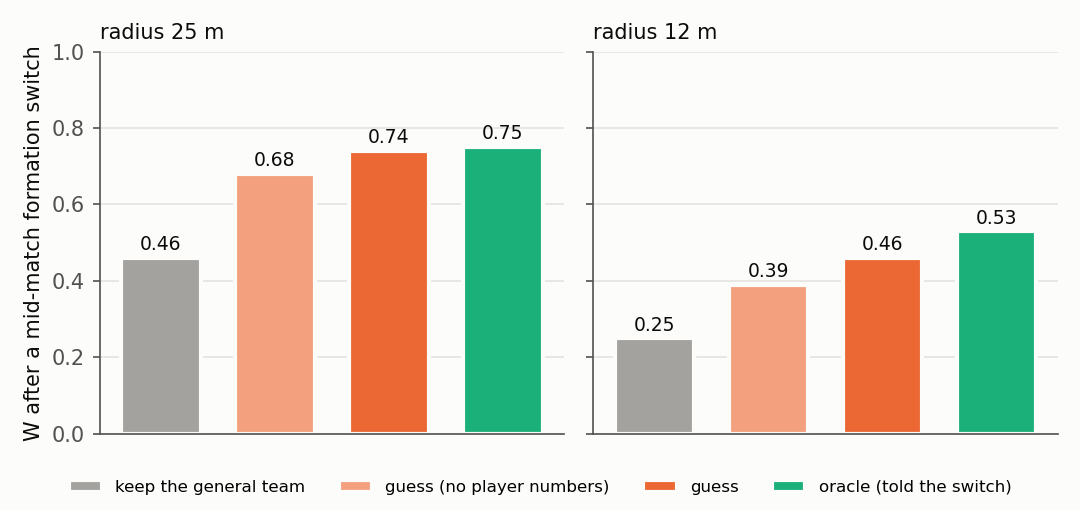 radius 25 m
radius 12 m
W after a mid-match formation switch
1.0
0.8
0.6
0.4
0.2
0.0
0.46
0.68
0.74
0.75
0.25
0.39
0.46
0.53
keep the general team
guess (no player numbers)
guess
oracle (told the switch)